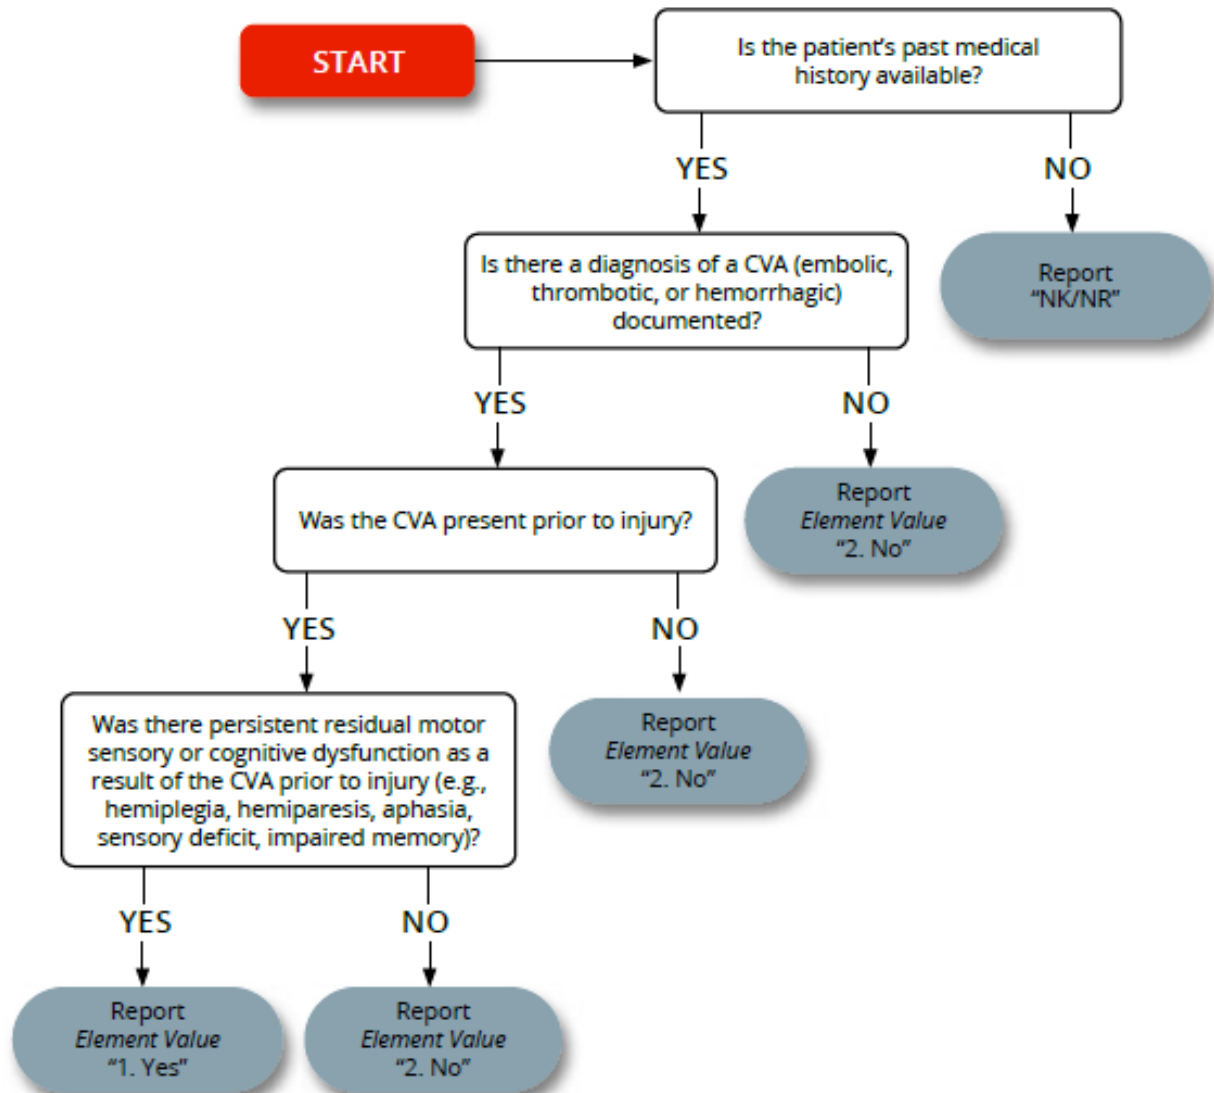 START
Is the patient's past medical
history available?
YES
NO
Is there a diagnosis of a CVA (embolic,
thrombotic, or hemorrhagic)
documented?
Report
“NK/NR”
YES
NO
Was the CVA present prior to injury?
Report
Element Value
“2. No”
YES
NO
Was there persistent residual motor
sensory or cognitive dysfunction as a
result of the CVA prior to injury (e.g.,
hemiplegia, hemiparesis, aphasia,
sensory deficit, impaired memory)?
Report
Element Value
“2. No”
YES
NO
Report
Element Value
“1. Yes”
Report
Element Value
“2. No”